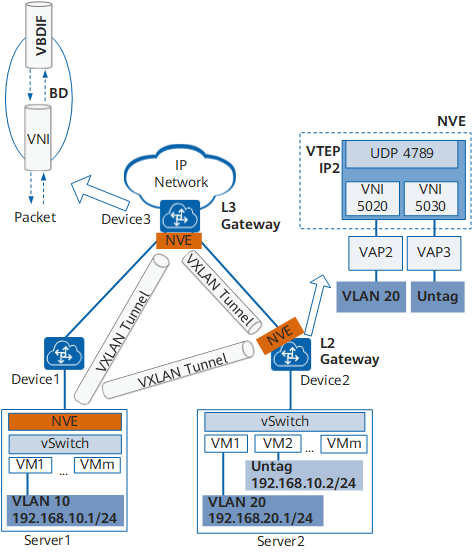 VBDIF
BD
VNI
Packet
IP
Network
Device3
L3
Gateway
NVE
NVE
VTEP
IP2
UDP 4789
VNI
5020
VNI
5030
VAP2
VAP3
VLAN 20
Untag
VXLAN Tunnel
VXLAN Tunnel
VXLAN Tunnel
NVE
L2
Gateway
Device1
Device2
NVE
vSwitch
VM1
...
VMm
VLAN 10
192.168.10.1/24
Server1
vSwitch
VM1
VM2
...
VMm
Untag
192.168.10.2/24
VLAN 20
192.168.20.1/24
Server2